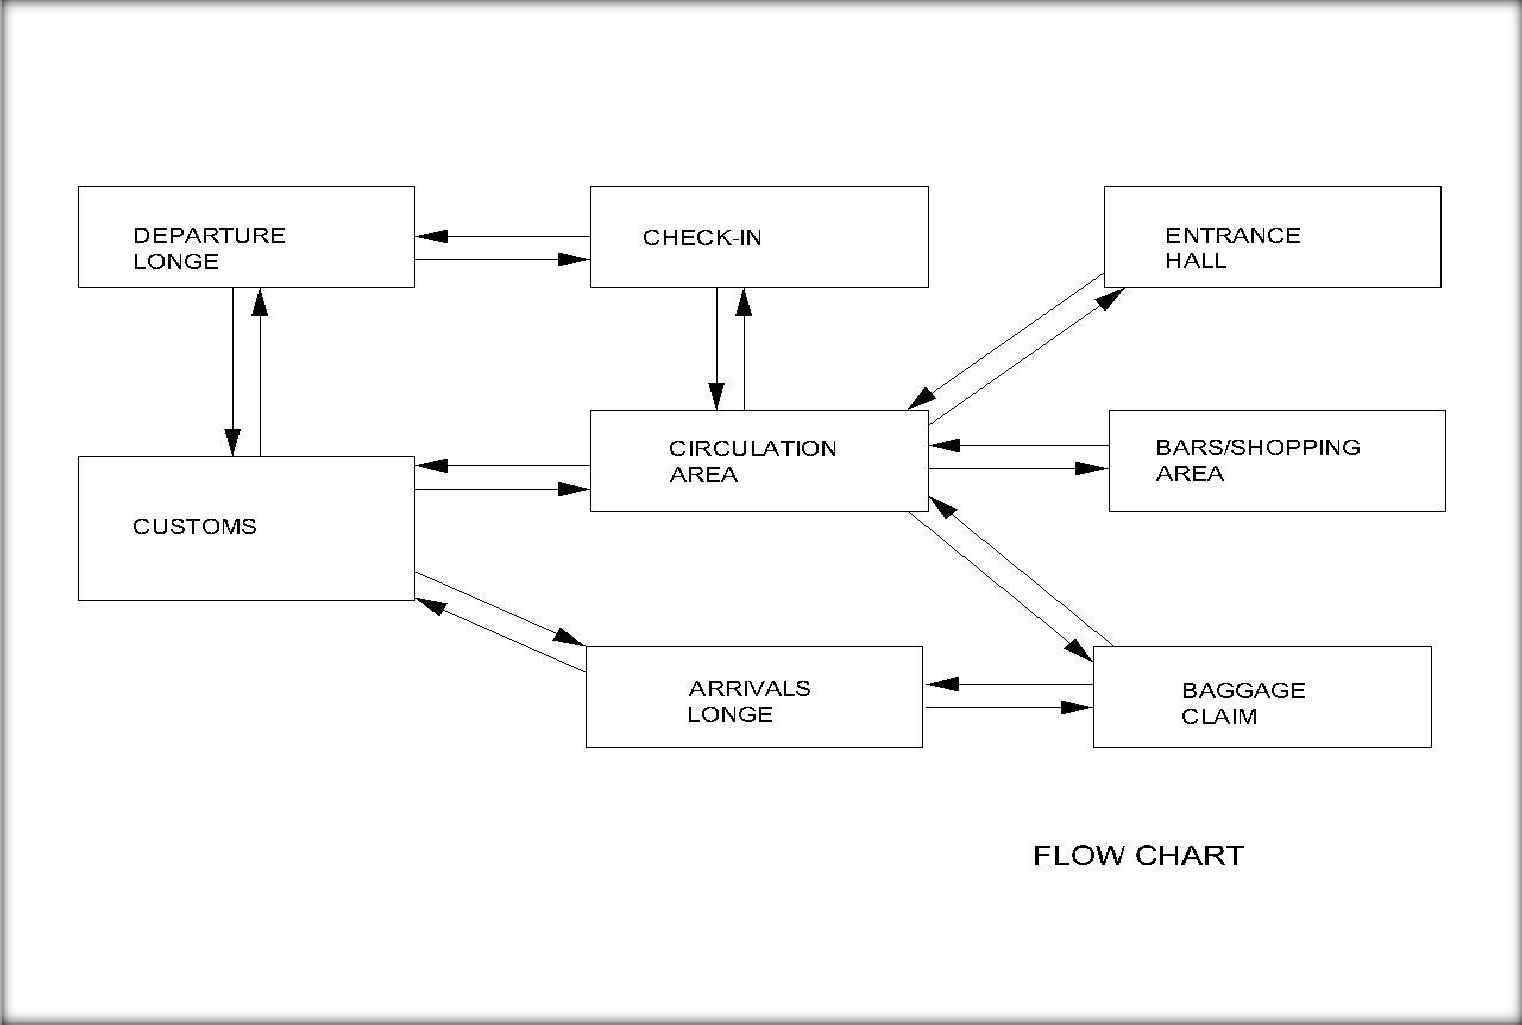 DEPARTURE
LONGE
CHECK-IN
ENTRANCE
HALL
CIRCULATION
AREA
BARS/SHOPPING
AREA
CUSTOMS
ARRIVALS
LONGE
BAGGAGE
CLAIM
FLOW CHART